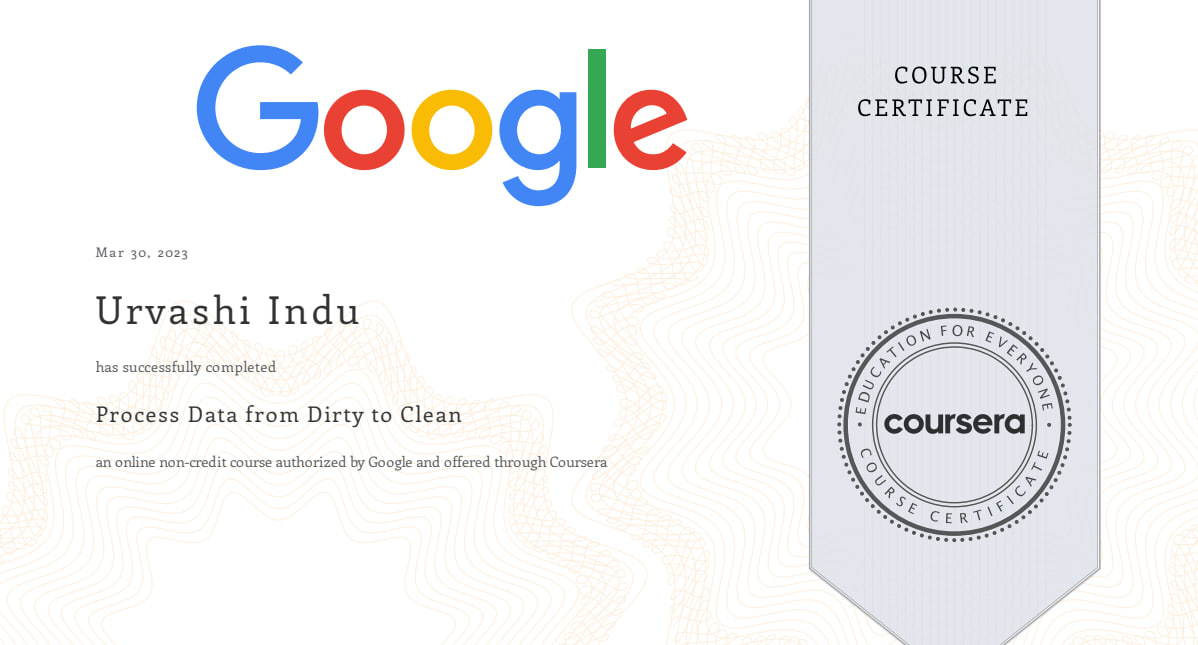 Google
COURSE
CERTIFICATE
Mar 30, 2023
Urvashi Indu
has successfully completed
Process Data from Dirty to Clean
an online non-credit course authorized by Google and offered through Coursera
EDUCATION FOR EVERYONE
coursera
COURSE CERTIFICATE